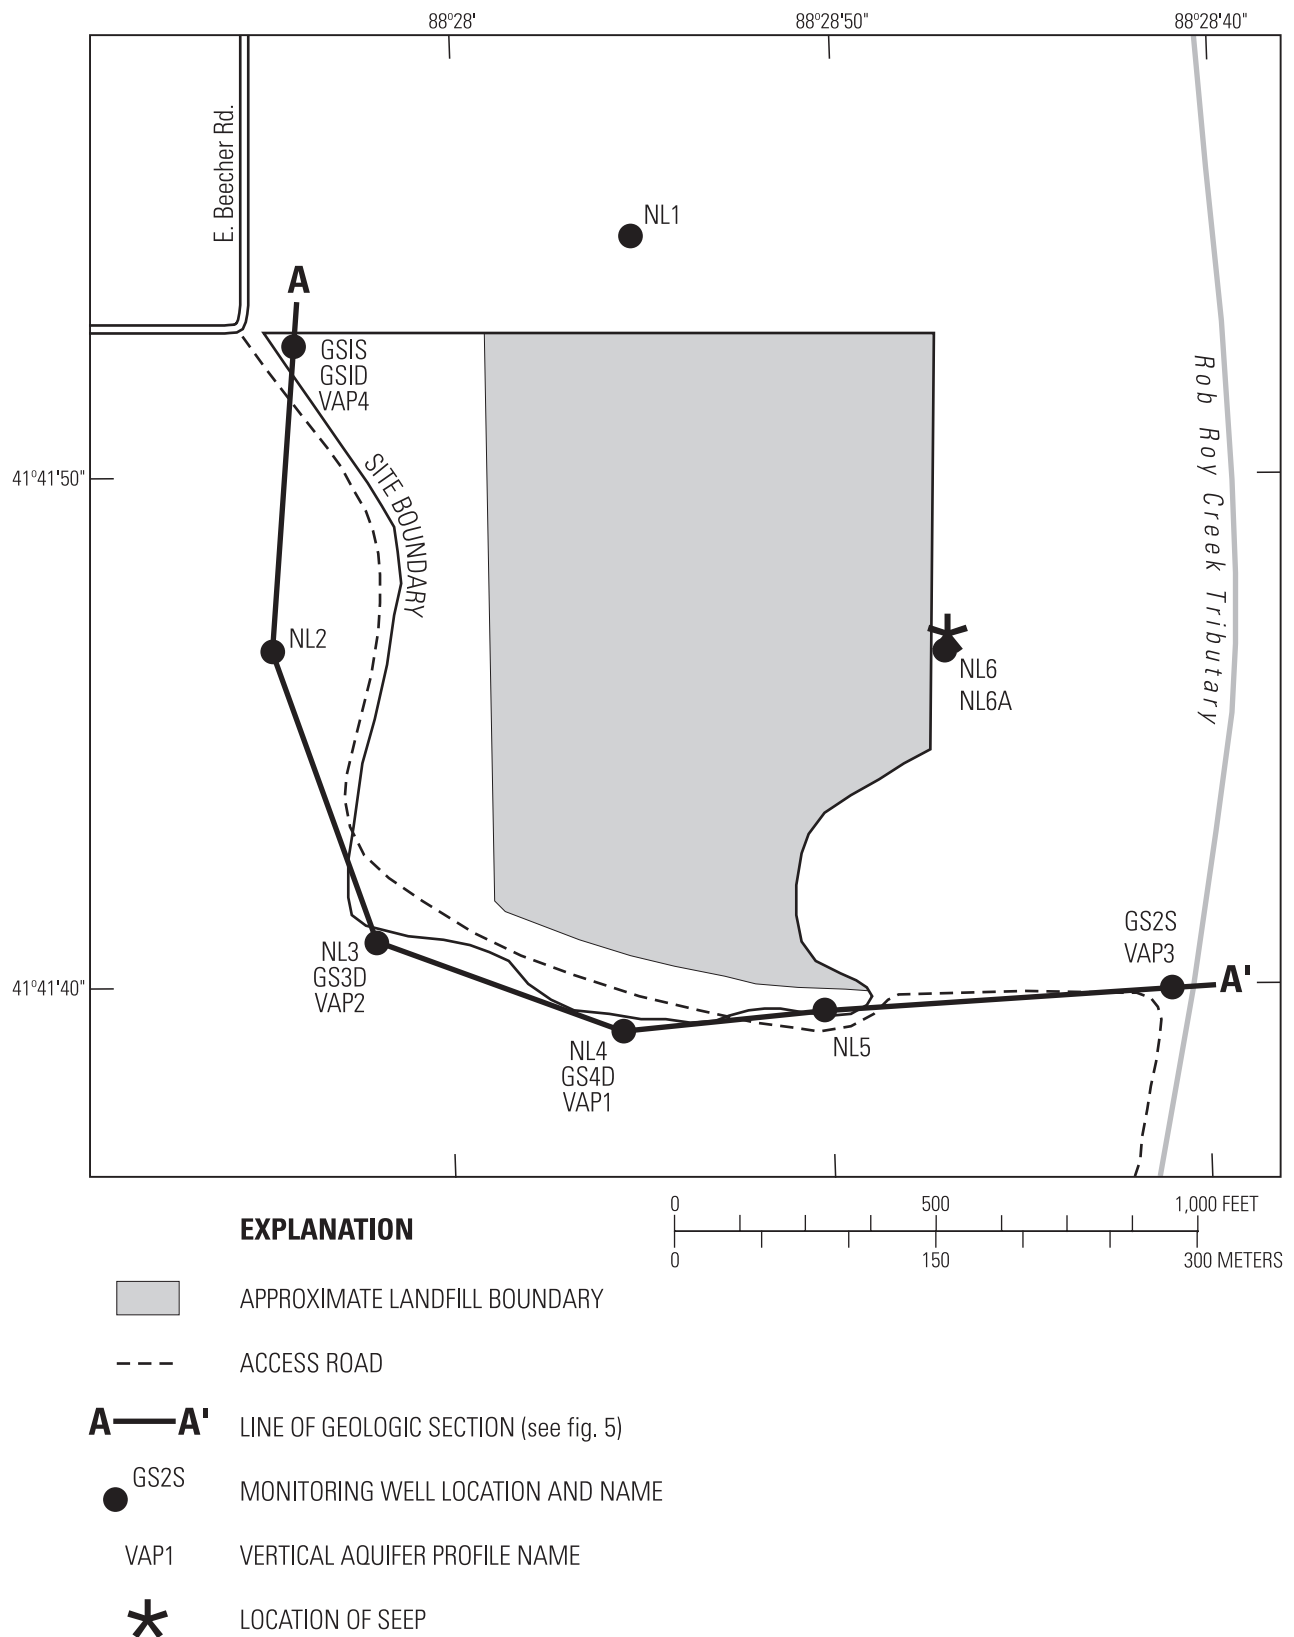 88°28'
88°28'50"
88°28'40"
E. Beecher Rd.
NL1
A
GSIS
GSID
VAP4
Rob Roy Creek Tributary
SITE BOUNDARY
41°41'50"
NL2
NL6
NL6A
GS2S
VAP3
NL3
GS3D
VAP2
41°41'40"
A'
NL4
GS4D
VAP1
NL5
0 500 1,000 FEET
0 150 300 METERS
EXPLANATION
APPROXIMATE LANDFILL BOUNDARY
ACCESS ROAD
A A' LINE OF GEOLOGIC SECTION (see fig. 5)
GS2S MONITORING WELL LOCATION AND NAME
VAP1 VERTICAL AQUIFER PROFILE NAME
LOCATION OF SEEP